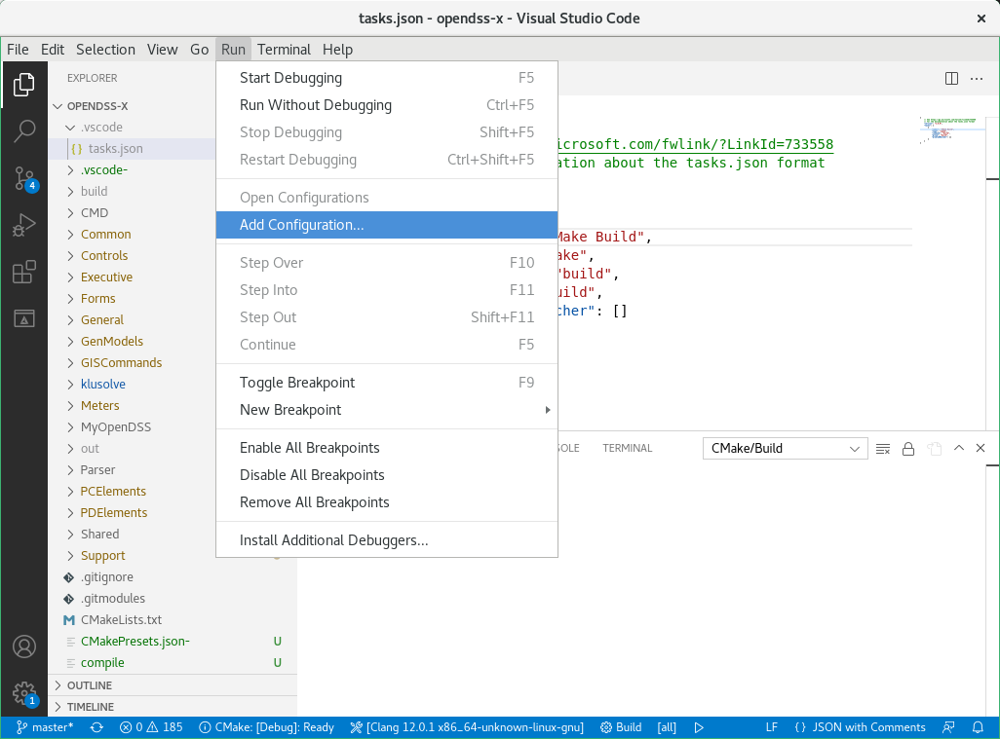 tasks.json - opendss-x - Visual Studio Code
File Edit Selection View Go Run Terminal Help
EXPLORER
OPENDSS-X
.vscode
{} tasks.json
.vscode-
build
CMD
Common
Controls
Executive
Forms
General
GenModels
GISCommands
klusolve
Meters
MyOpenDSS
out
Parser
PCElements
PDElements
Shared
Support
.gitignore
.gitmodules
CMakeLists.txt
CMakePresets.json- U
compile U
OUTLINE
TIMELINE
4
1
Start Debugging F5
Run Without Debugging Ctrl+F5
Stop Debugging Shift+F5
Restart Debugging Ctrl+Shift+F5
Open Configurations
Add Configuration...
Step Over F10
Step Into F11
Step Out Shift+F11
Continue F5
Toggle Breakpoint F9
New Breakpoint
Enable All Breakpoints
Disable All Breakpoints
Remove All Breakpoints
Install Additional Debuggers...
icrosoft.com/fwlink/?LinkId=733558
ation about the tasks.json format
Make Build",
ake",
"build",
uild",
cher": []
SOLE TERMINAL CMake/Build
master* 0 185 CMake: [Debug]: Ready [Clang 12.0.1 x86_64-unknown-linux-gnu] Build [all] LF {} JSON with Comments